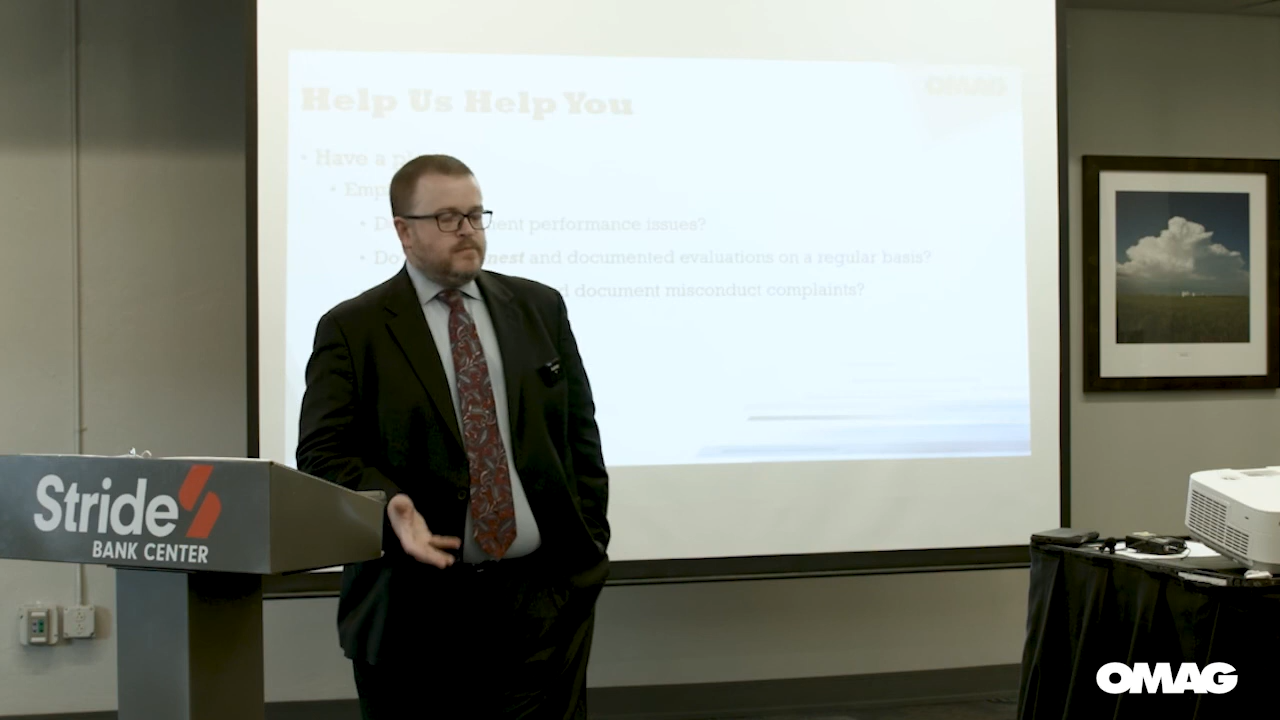 OMAG
Help Us Help You
• Have a
• Emp
• performance issues?
• Do nest and documented evaluations on a regular basis?
document misconduct complaints?
Stride
BANK CENTER
OMAG